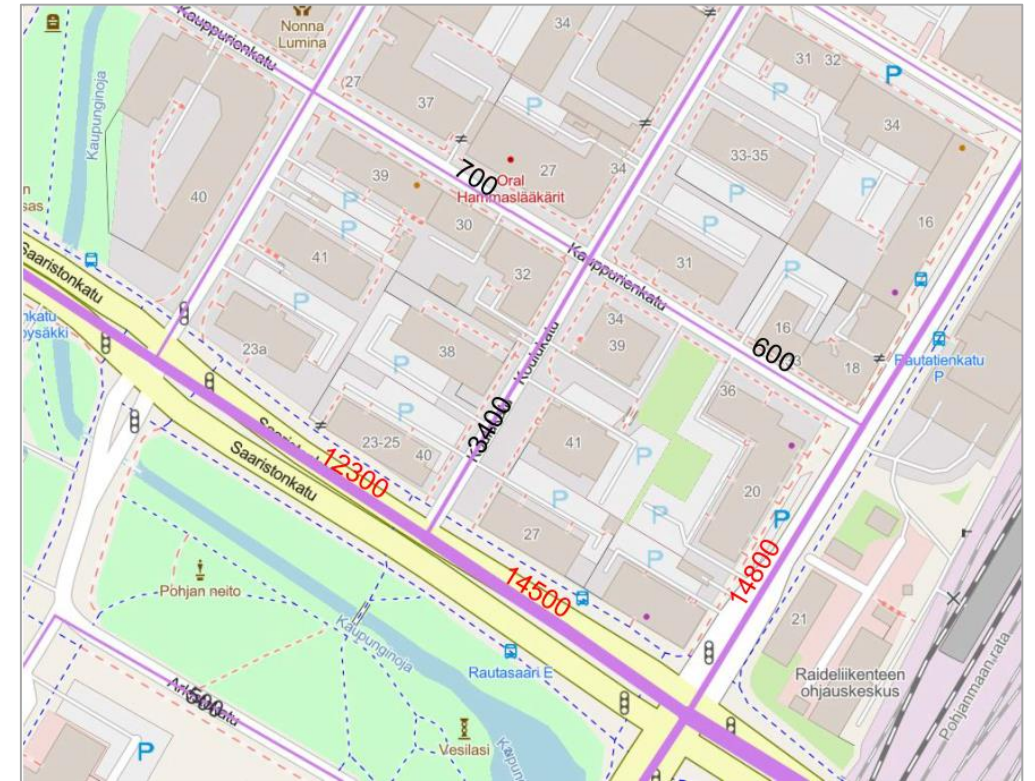 Kauppurienkatu
Nonna
Lumina
34
31
32
P
27
37
P
P
34
Kaupunginoja
33-35
39
700
27
34
Oral
Hammaslääkärit
P
P
16
40
P
P
30
41
32
Kauppurienkatu
31
P
Saaristonkatu
P
34
39
16
600
18
Rautatienkatu
P
23a
38
Koulukatu
P
36
P
3400
23-25
40
41
P
20
Saaristonkatu
12300
P
P
P
27
14500
P
14800
21
Pohjan neito
Kaupunginoja
Rautasaari E
Raideliikenteen
ohjauskeskus
Pohjanmaan rata
500
Vesilasi
P